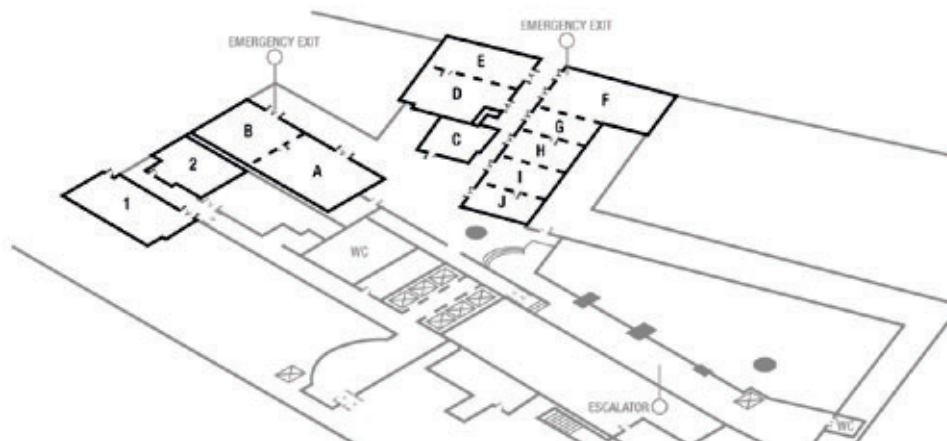 EMERGENCY EXIT
EMERGENCY EXIT
E
D
F
B
G
C
H
2
A
I
1
J
WC
ESCALATOR
WC